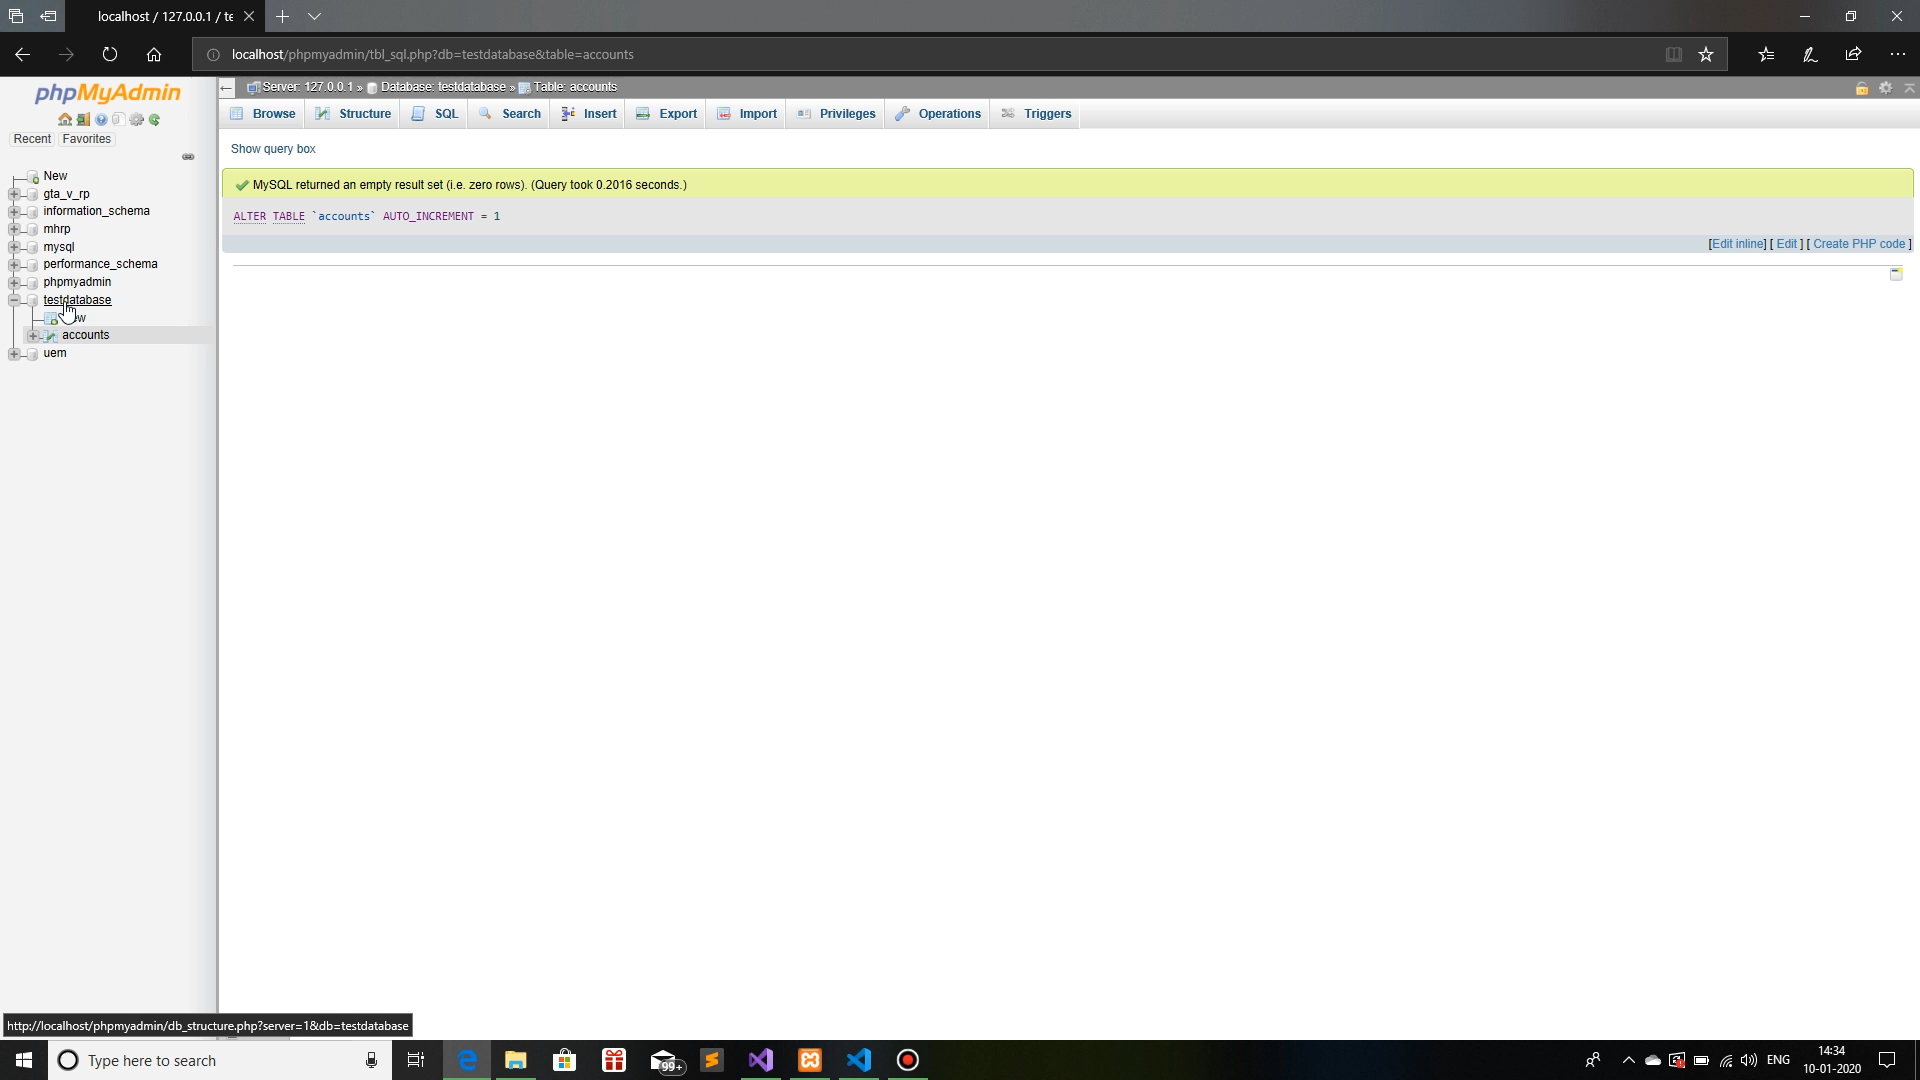 localhost / 127.0.0.1 / te
localhost/phpmyadmin/tbl_sql.php?db=testdatabase&table=accounts
phpMyAdmin
Recent Favorites
New
gta_v_rp
information_schema
mhrp
mysql
performance_schema
phpmyadmin
testdatabase
accounts
uem
Server: 127.0.0.1 » Database: testdatabase » Table: accounts
Browse Structure SQL Search Insert Export Import Privileges Operations Triggers
Show query box
MySQL returned an empty result set (i.e. zero rows). (Query took 0.2016 seconds.)
ALTER TABLE `accounts` AUTO_INCREMENT = 1
[Edit inline] [ Edit ] [ Create PHP code ]
http://localhost/phpmyadmin/db_structure.php?server=1&db=testdatabase
Type here to search
99+
ENG
14:34
10-01-2020